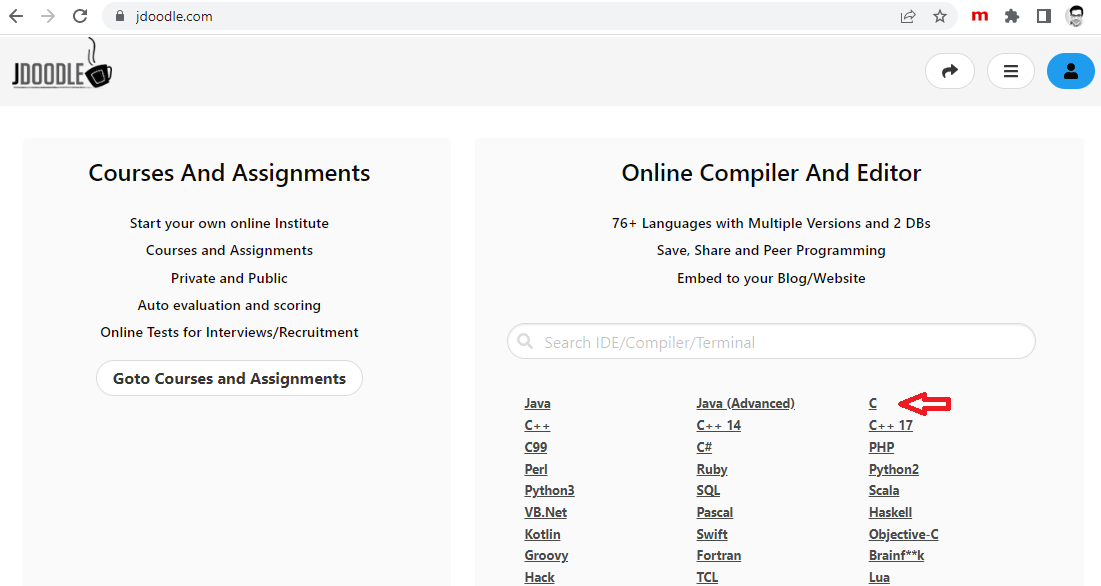 jdoodle.com
m
JDOODLE
Courses And Assignments
Start your own online Institute
Courses and Assignments
Private and Public
Auto evaluation and scoring
Online Tests for Interviews/Recruitment
Goto Courses and Assignments
Online Compiler And Editor
76+ Languages with Multiple Versions and 2 DBs
Save, Share and Peer Programming
Embed to your Blog/Website
Search IDE/Compiler/Terminal
Java Java (Advanced) C
C++ C++ 14 C++ 17
C99 C# PHP
Perl Ruby Python2
Python3 SQL Scala
VB.Net Pascal Haskell
Kotlin Swift Objective-C
Groovy Fortran Brainf**k
Hack TCL Lua